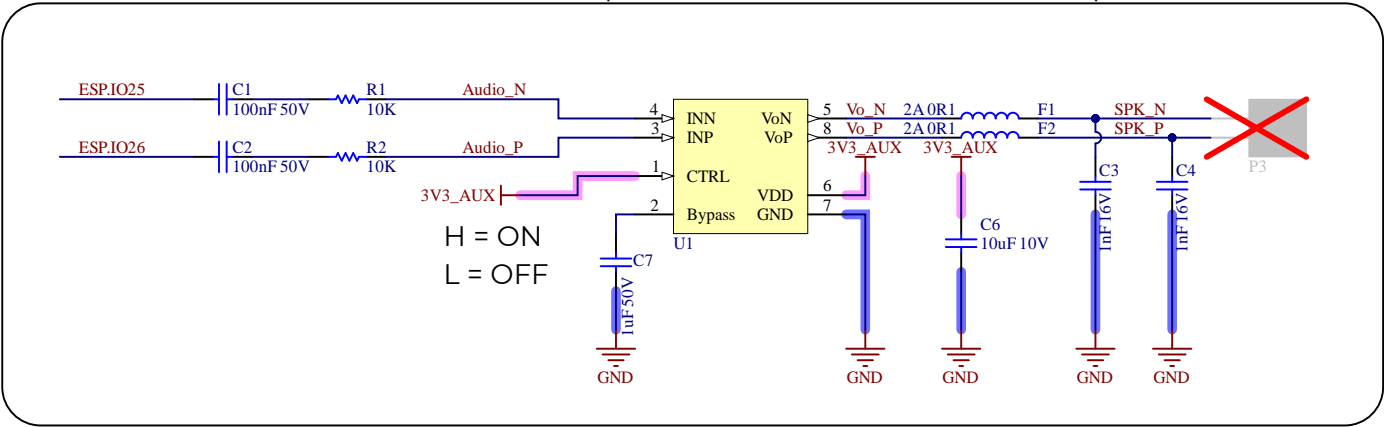 ESP.IO25
C1
100nF 50V
R1
10K
Audio_N
ESP.IO26
C2
100nF 50V
R2
10K
Audio_P
3V3_AUX
H = ON
L = OFF
4
INN
3
INP
1
CTRL
2
Bypass
VoN
5
VoP
8
VDD
6
GND
7
U1
C7
1uF 50V
GND
Vo_N
2A 0R1
F1
SPK_N
Vo_P
2A 0R1
F2
SPK_P
3V3_AUX
3V3_AUX
GND
C6
10uF 10V
GND
C3
1nF 16V
GND
C4
1nF 16V
GND
P3